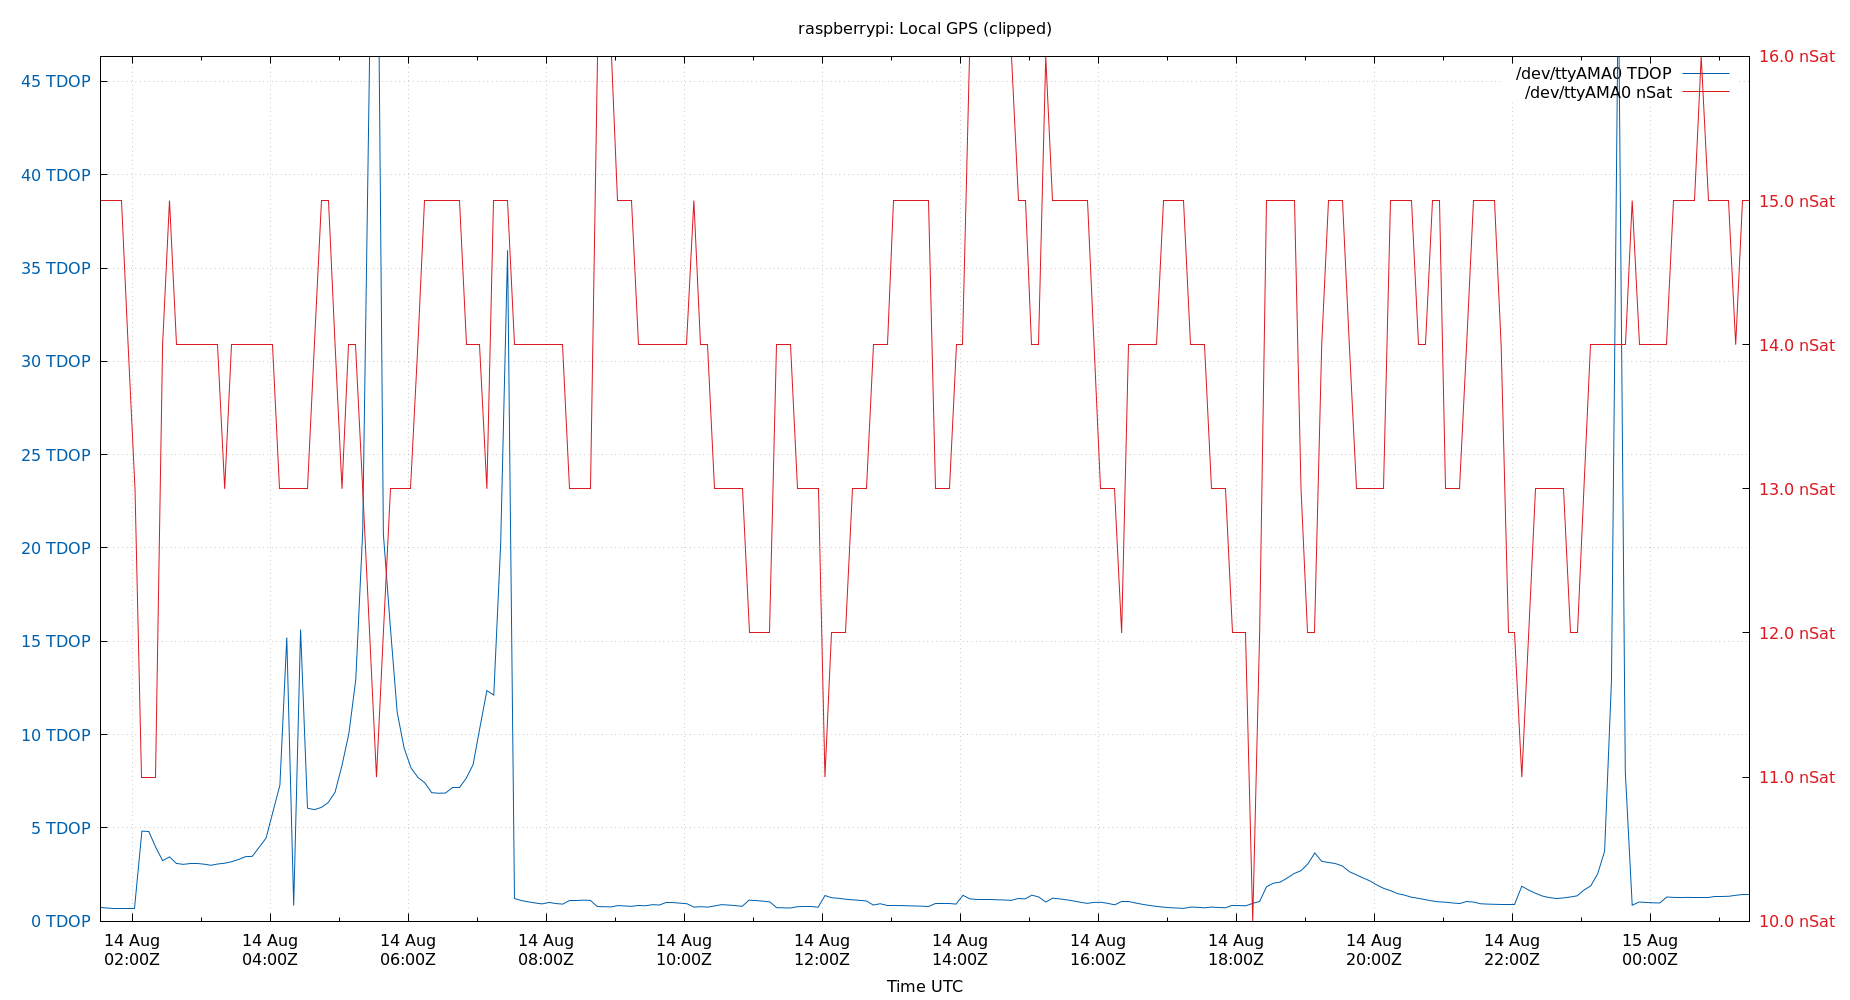 raspberrypi: Local GPS (clipped)
/dev/ttyAMA0 TDOP
/dev/ttyAMA0 nSat
45 TDOP
40 TDOP
35 TDOP
30 TDOP
25 TDOP
20 TDOP
15 TDOP
10 TDOP
5 TDOP
0 TDOP
16.0 nSat
15.0 nSat
14.0 nSat
13.0 nSat
12.0 nSat
11.0 nSat
10.0 nSat
14 Aug
02:00Z
14 Aug
04:00Z
14 Aug
06:00Z
14 Aug
08:00Z
14 Aug
10:00Z
14 Aug
12:00Z
14 Aug
14:00Z
14 Aug
16:00Z
14 Aug
18:00Z
14 Aug
20:00Z
14 Aug
22:00Z
15 Aug
00:00Z
Time UTC